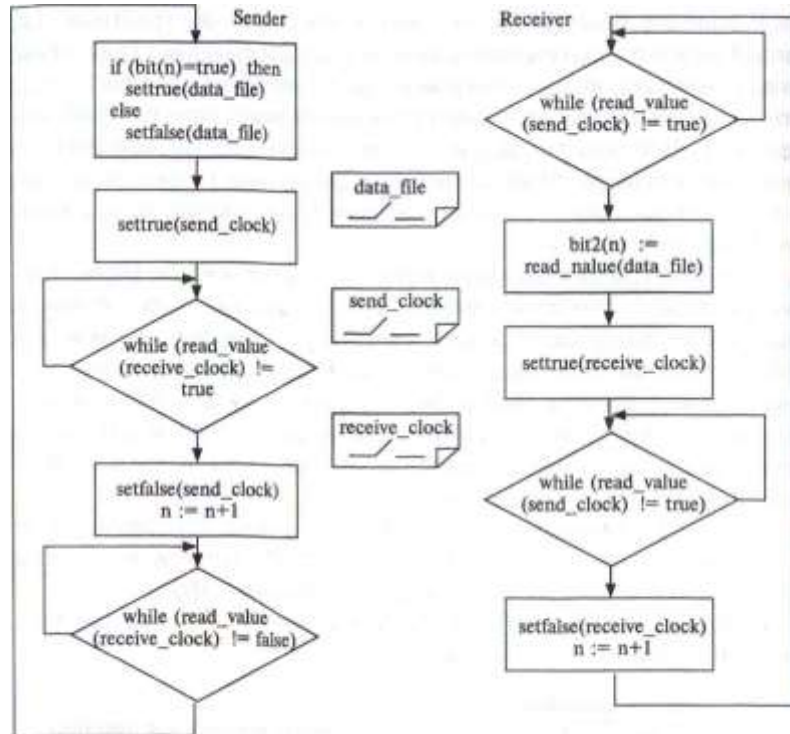 Sender
if (bit(n)=true) then
settrue(data_file)
else
setfalse(data_file)
settrue(send_clock)
while (read_value
(receive_clock) !=
true
setfalse(send_clock)
n := n+1
while (read_value
(receive_clock) != false)
data_file
send_clock
receive_clock
Receiver
while (read_value
(send_clock) != true)
bit2(n) :=
read_nalue(data_file)
settrue(receive_clock)
while (read_value
(send_clock) != true)
setfalse(receive_clock)
n := n+1